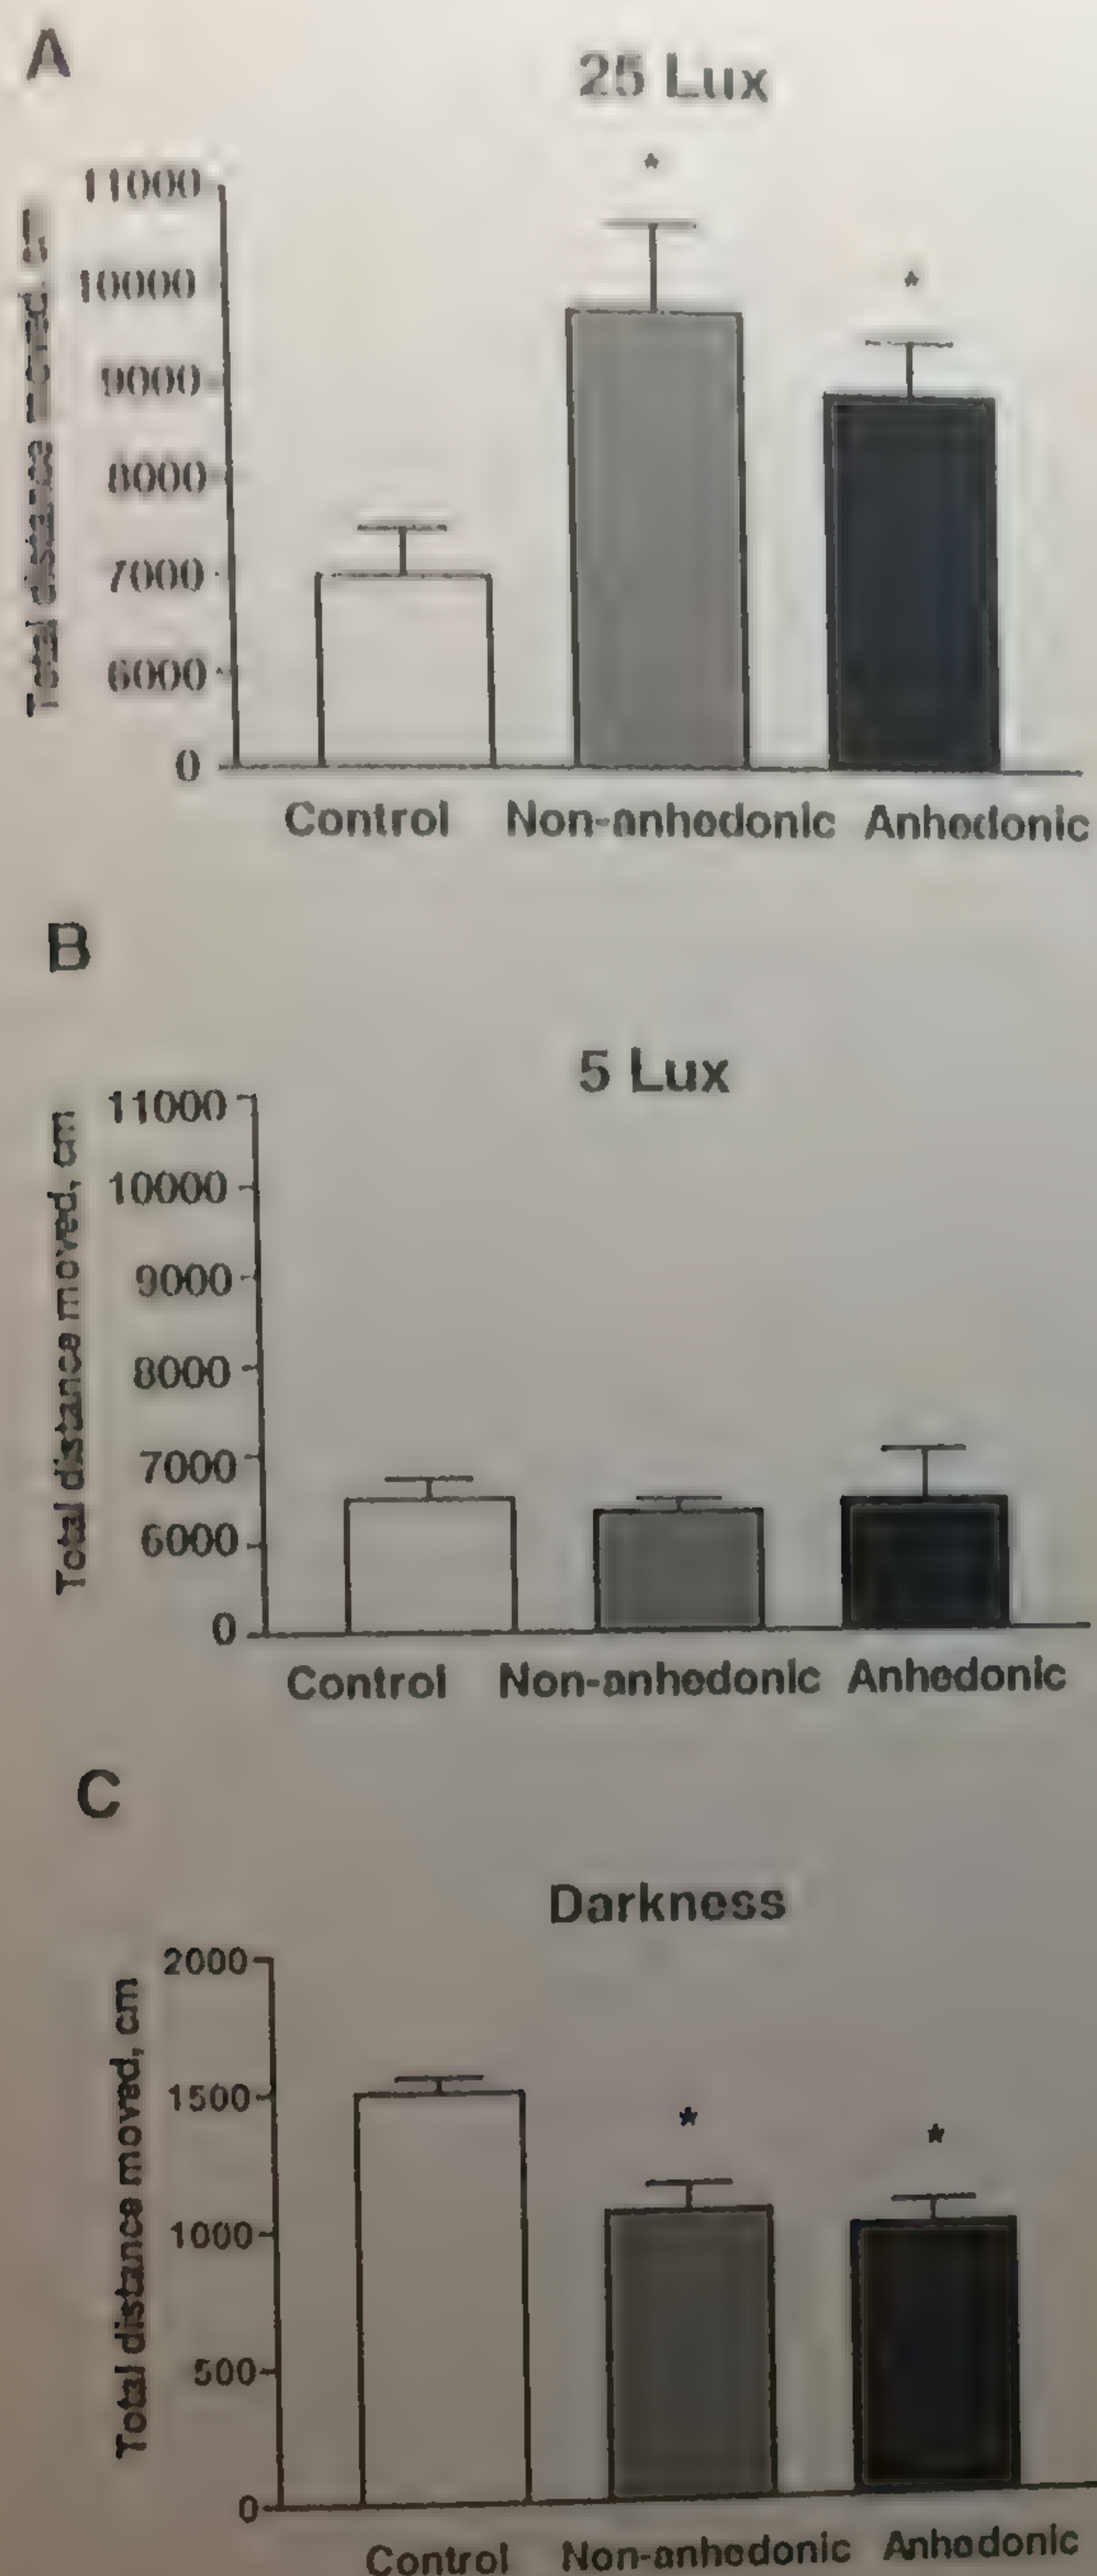 A
25 Lux
*
*
11000
10000
9000
8000
7000
6000
0
Total distance
Control Non-anhedonic Anhedonic
B
5 Lux
Total distance moved, cm
11000
10000
9000
8000
7000
6000
0
Control Non-anhedonic Anhedonic
C
Darkness
Total distance moved, cm
2000
1500
1000
500
0
*
*
Control Non-anhedonic Anhedonic